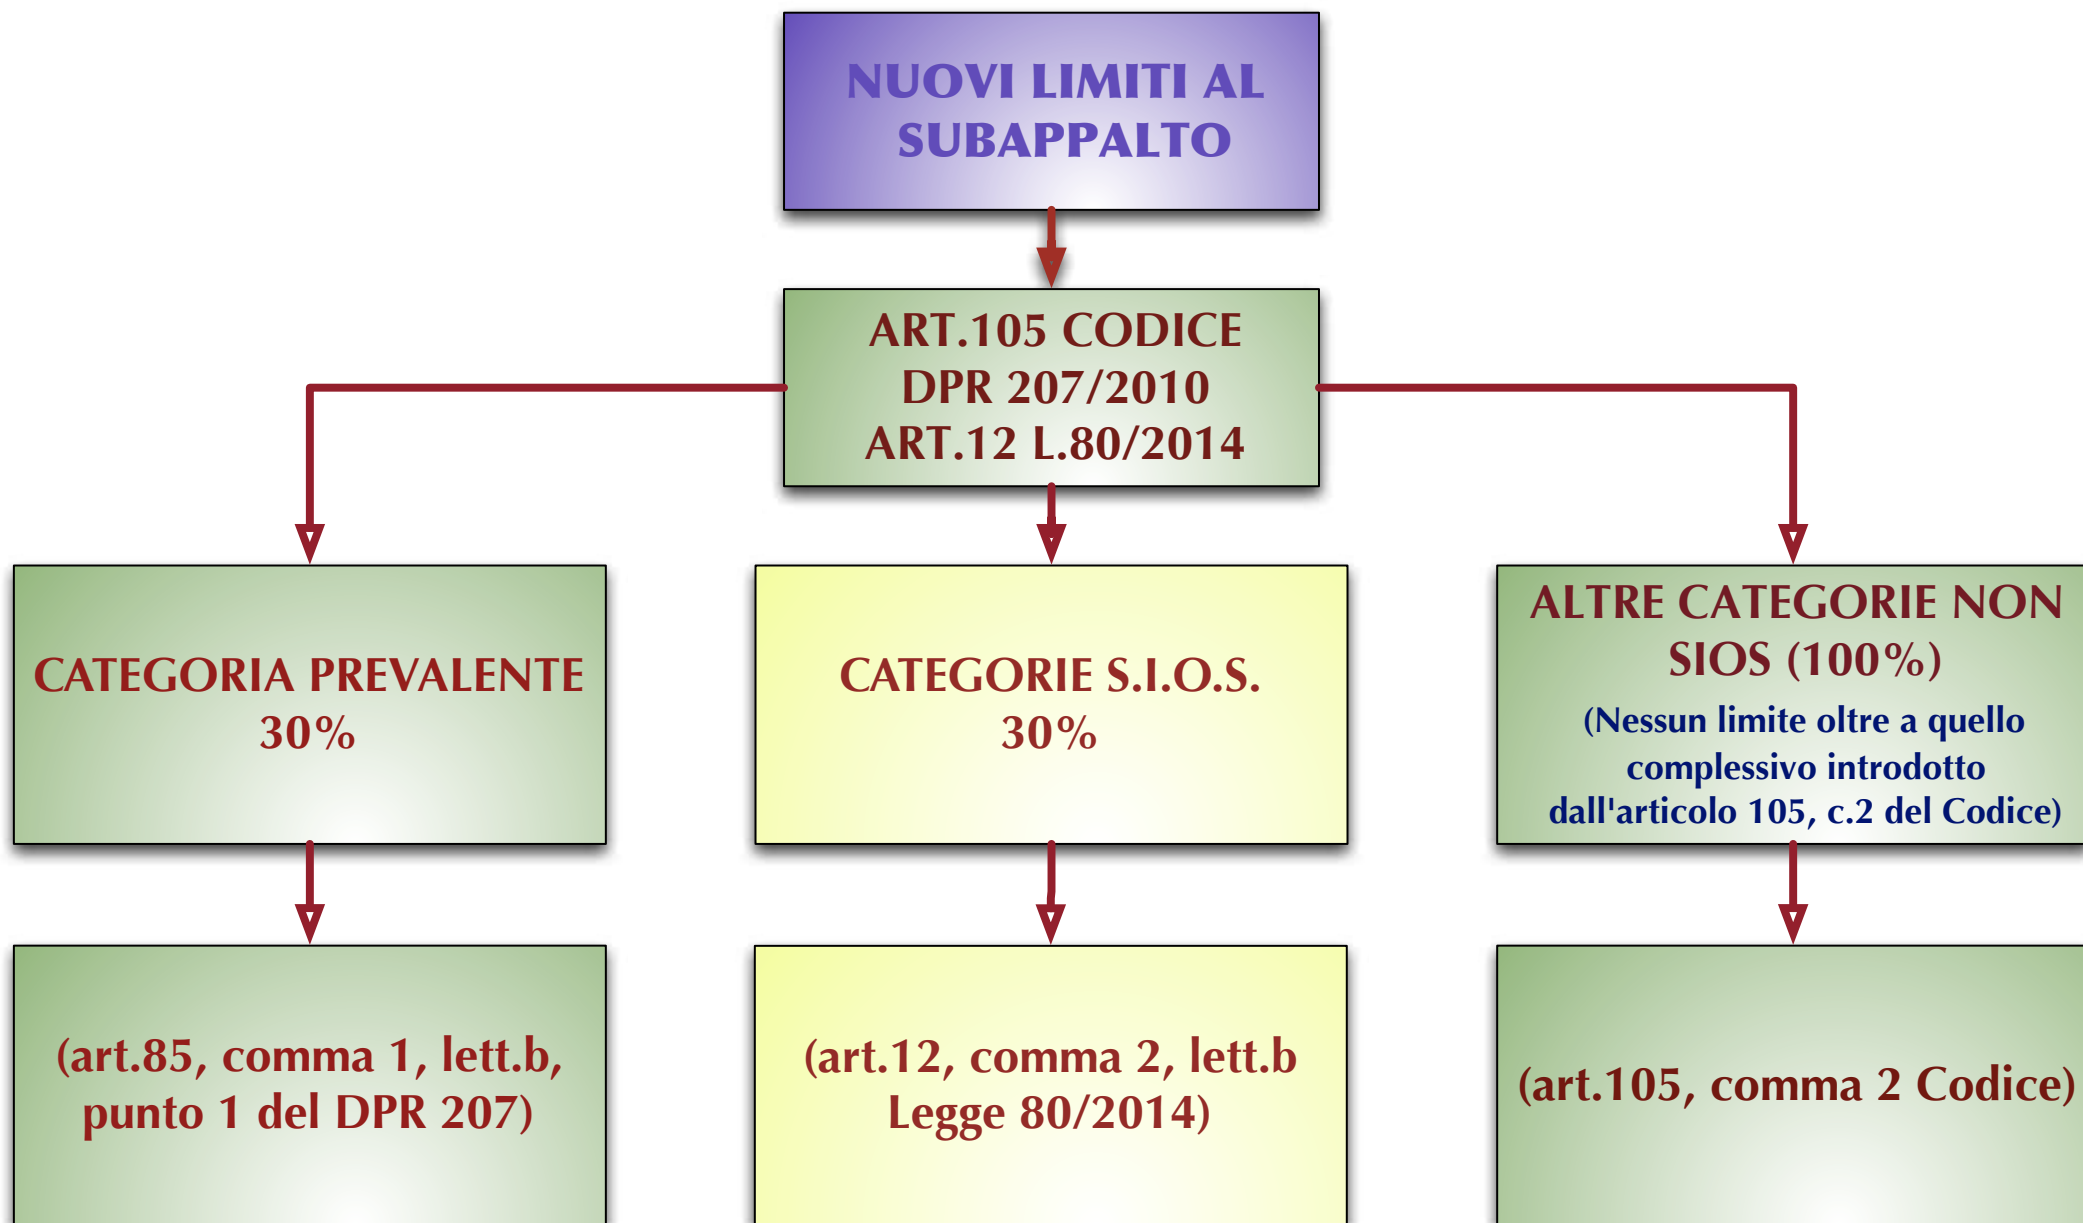 NUOVI LIMITI AL
SUBAPPALTO
ART.105 CODICE
DPR 207/2010
ART.12 L.80/2014
CATEGORIA PREVALENTE
30%
CATEGORIE S.I.O.S.
30%
ALTRE CATEGORIE NON
SIOS (100%)
(Nessun limite oltre a quello
complessivo introdotto
dall'articolo 105, c.2 del Codice)
(art.85, comma 1, lett.b,
punto 1 del DPR 207)
(art.12, comma 2, lett.b
Legge 80/2014)
(art.105, comma 2 Codice)